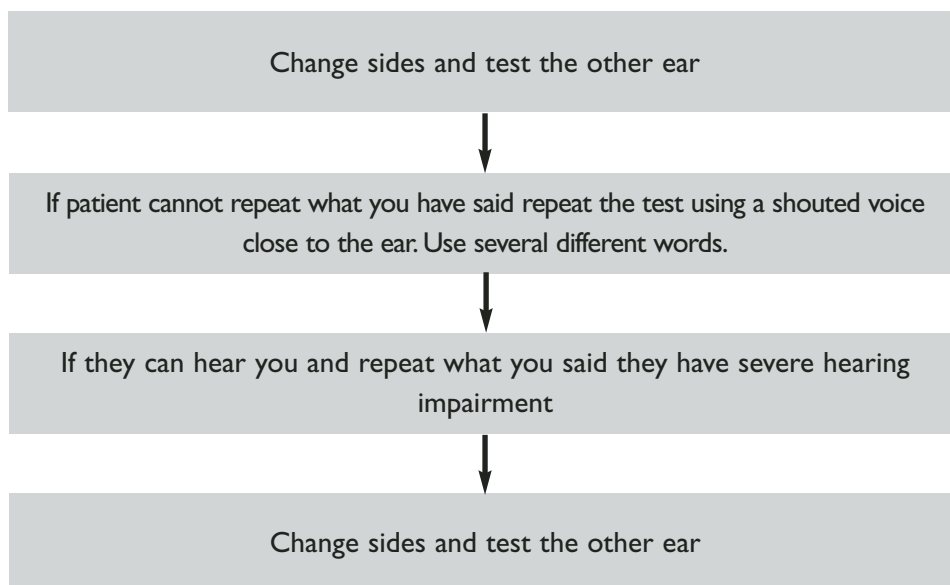 Change sides and test the other ear
If patient cannot repeat what you have said repeat the test using a shouted voice
close to the ear. Use several different words.
If they can hear you and repeat what you said they have severe hearing
impairment
Change sides and test the other ear